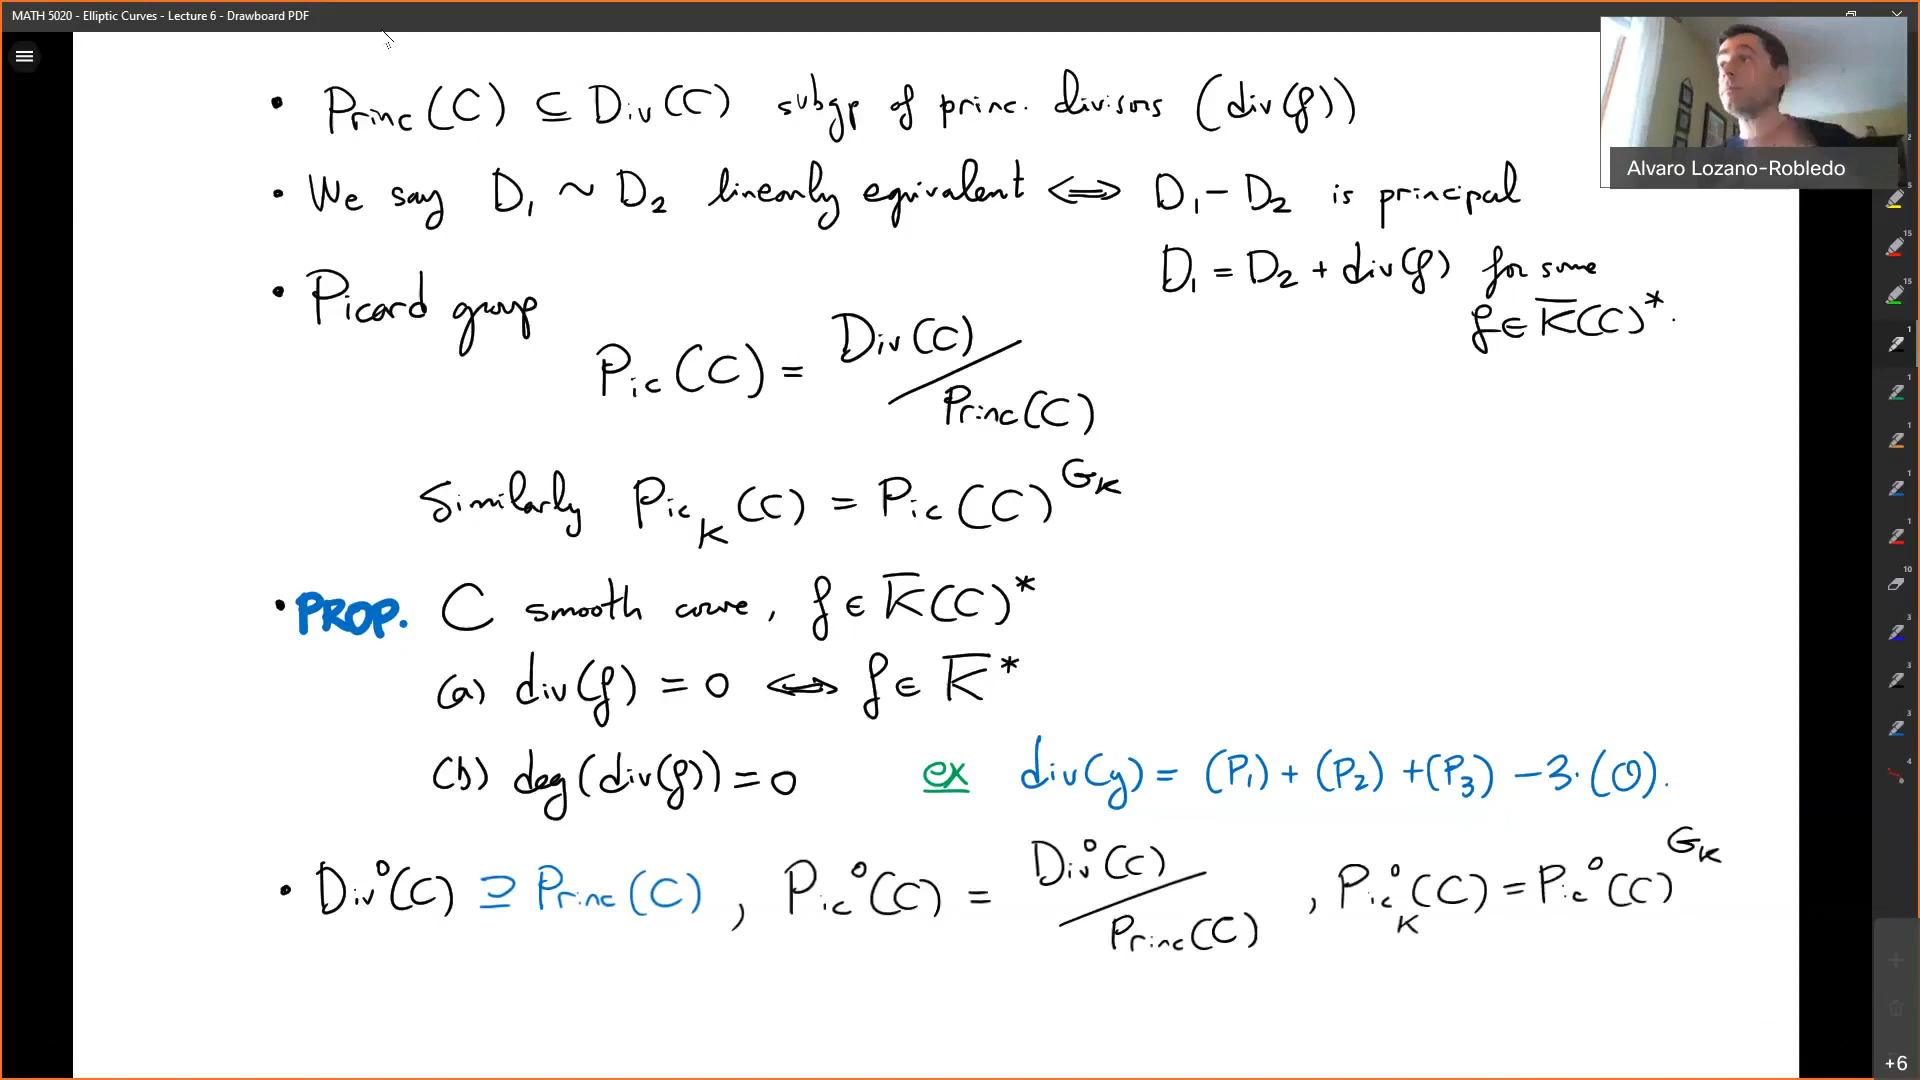 MATH 5020 - Elliptic Curves - Lecture 6 - Drawboard PDF
Alvaro Lozano-Robledo
• Princ(C) ⊆ Div(C) subgp of princ. divisors (div(f))
• We say D₁ ~ D₂ linearly equivalent ⟺ D₁ - D₂ is principal
D₁ = D₂ + div(f) for some
f ∈ K̅(C)*.
• Picard group
Pic(C) = Div(C) / Princ(C)
Similarly Pic_K(C) = Pic(C)^{G_K}
• PROP. C smooth curve, f ∈ K̅(C)*
(a) div(f) = 0 ⟺ f ∈ K̅*
(b) deg(div(f)) = 0 ex div(y) = (P₁) + (P₂) + (P₃) - 3·(O).
• Div⁰(C) ⊇ Princ(C), Pic⁰(C) = Div⁰(C) / Princ(C), Pic⁰_K(C) = Pic⁰(C)^{G_K}
+6